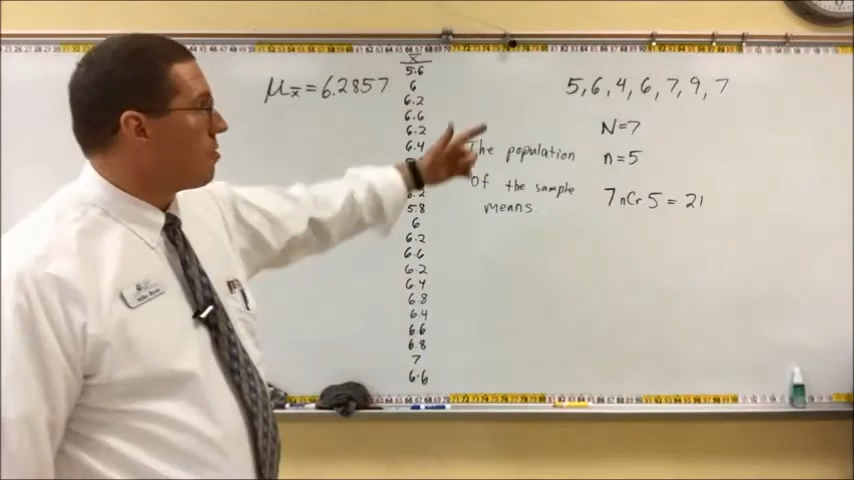 μx̄ = 6.2857
x̄
5.6
6
6.2
6.6
6.2
6.4
6.2
5.8
6
6.2
6.6
6.2
6.4
6.8
6.4
6.6
6.8
7
6.6
The population
Of the sample
means.
5, 6, 4, 6, 7, 9, 7
N=7
n=5
7 nCr 5 = 21